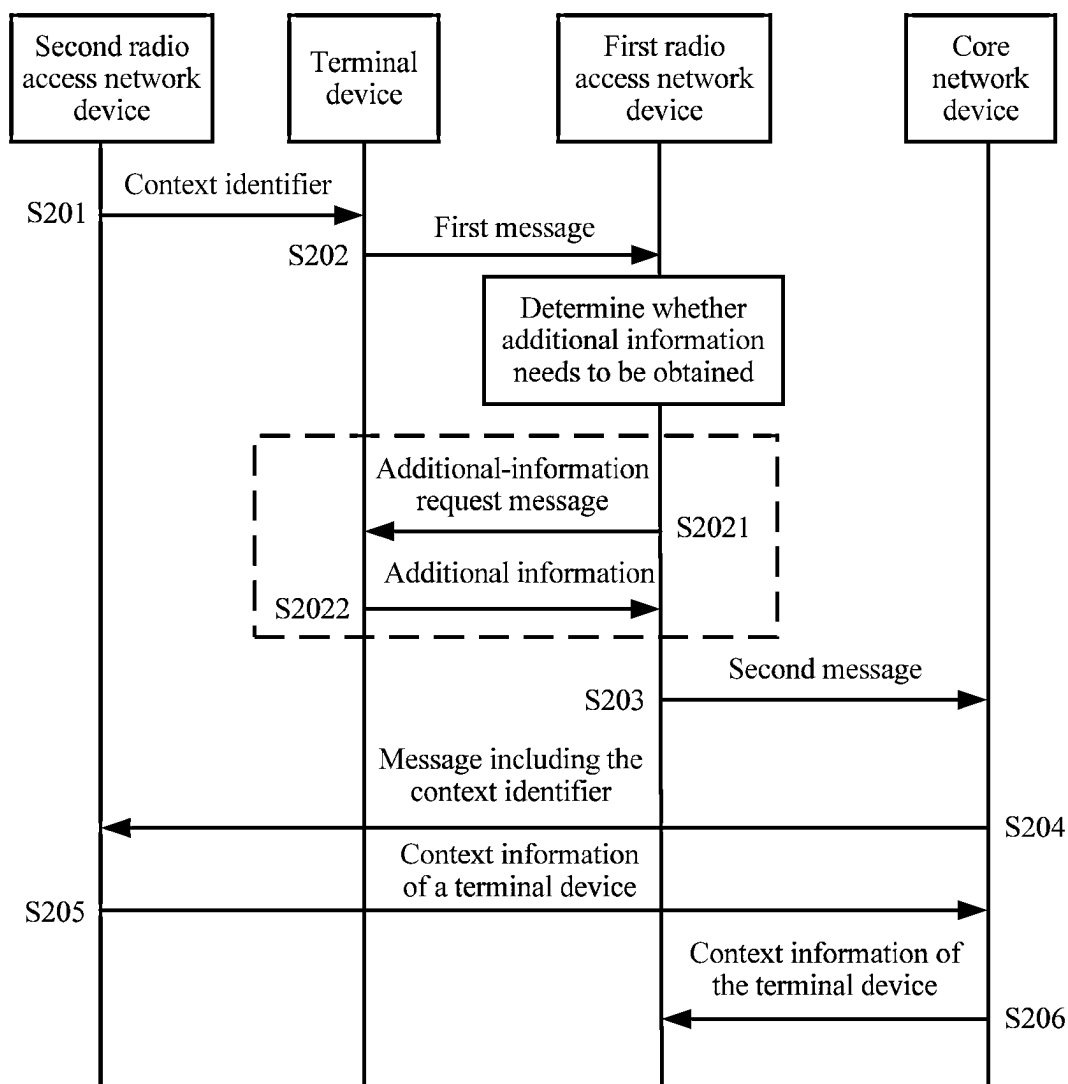 Second radio
access network
device
Terminal
device
First radio
access network
device
Core
network
device
Context identifier
S201
First message
S202
Determine whether
additional information
needs to be obtained
Additional-information
request message
S2021
Additional information
S2022
Second message
S203
Message including the
context identifier
S204
Context information
of a terminal device
S205
Context information of
the terminal device
S206